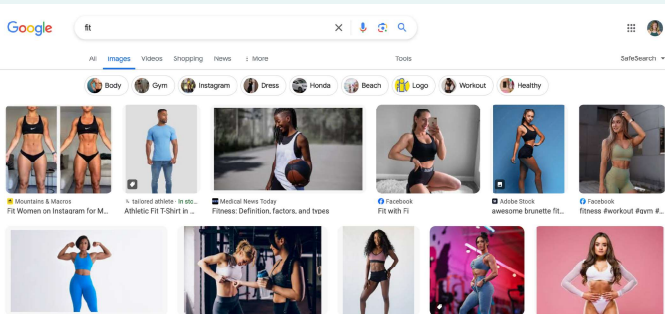 Google
fit
All Images Videos Shopping News More Tools SafeSearch
Body Gym Instagram Dress Honda Beach Logo Workout Healthy
Mountains & Macros
Fit Women on Instagram for M...
tailored athlete · In sto...
Athletic Fit T-Shirt in ...
Medical News Today
Fitness: Definition, factors, and types
Facebook
Fit with Fi
Adobe Stock
awesome brunette fit...
Facebook
fitness #workout #gym #...